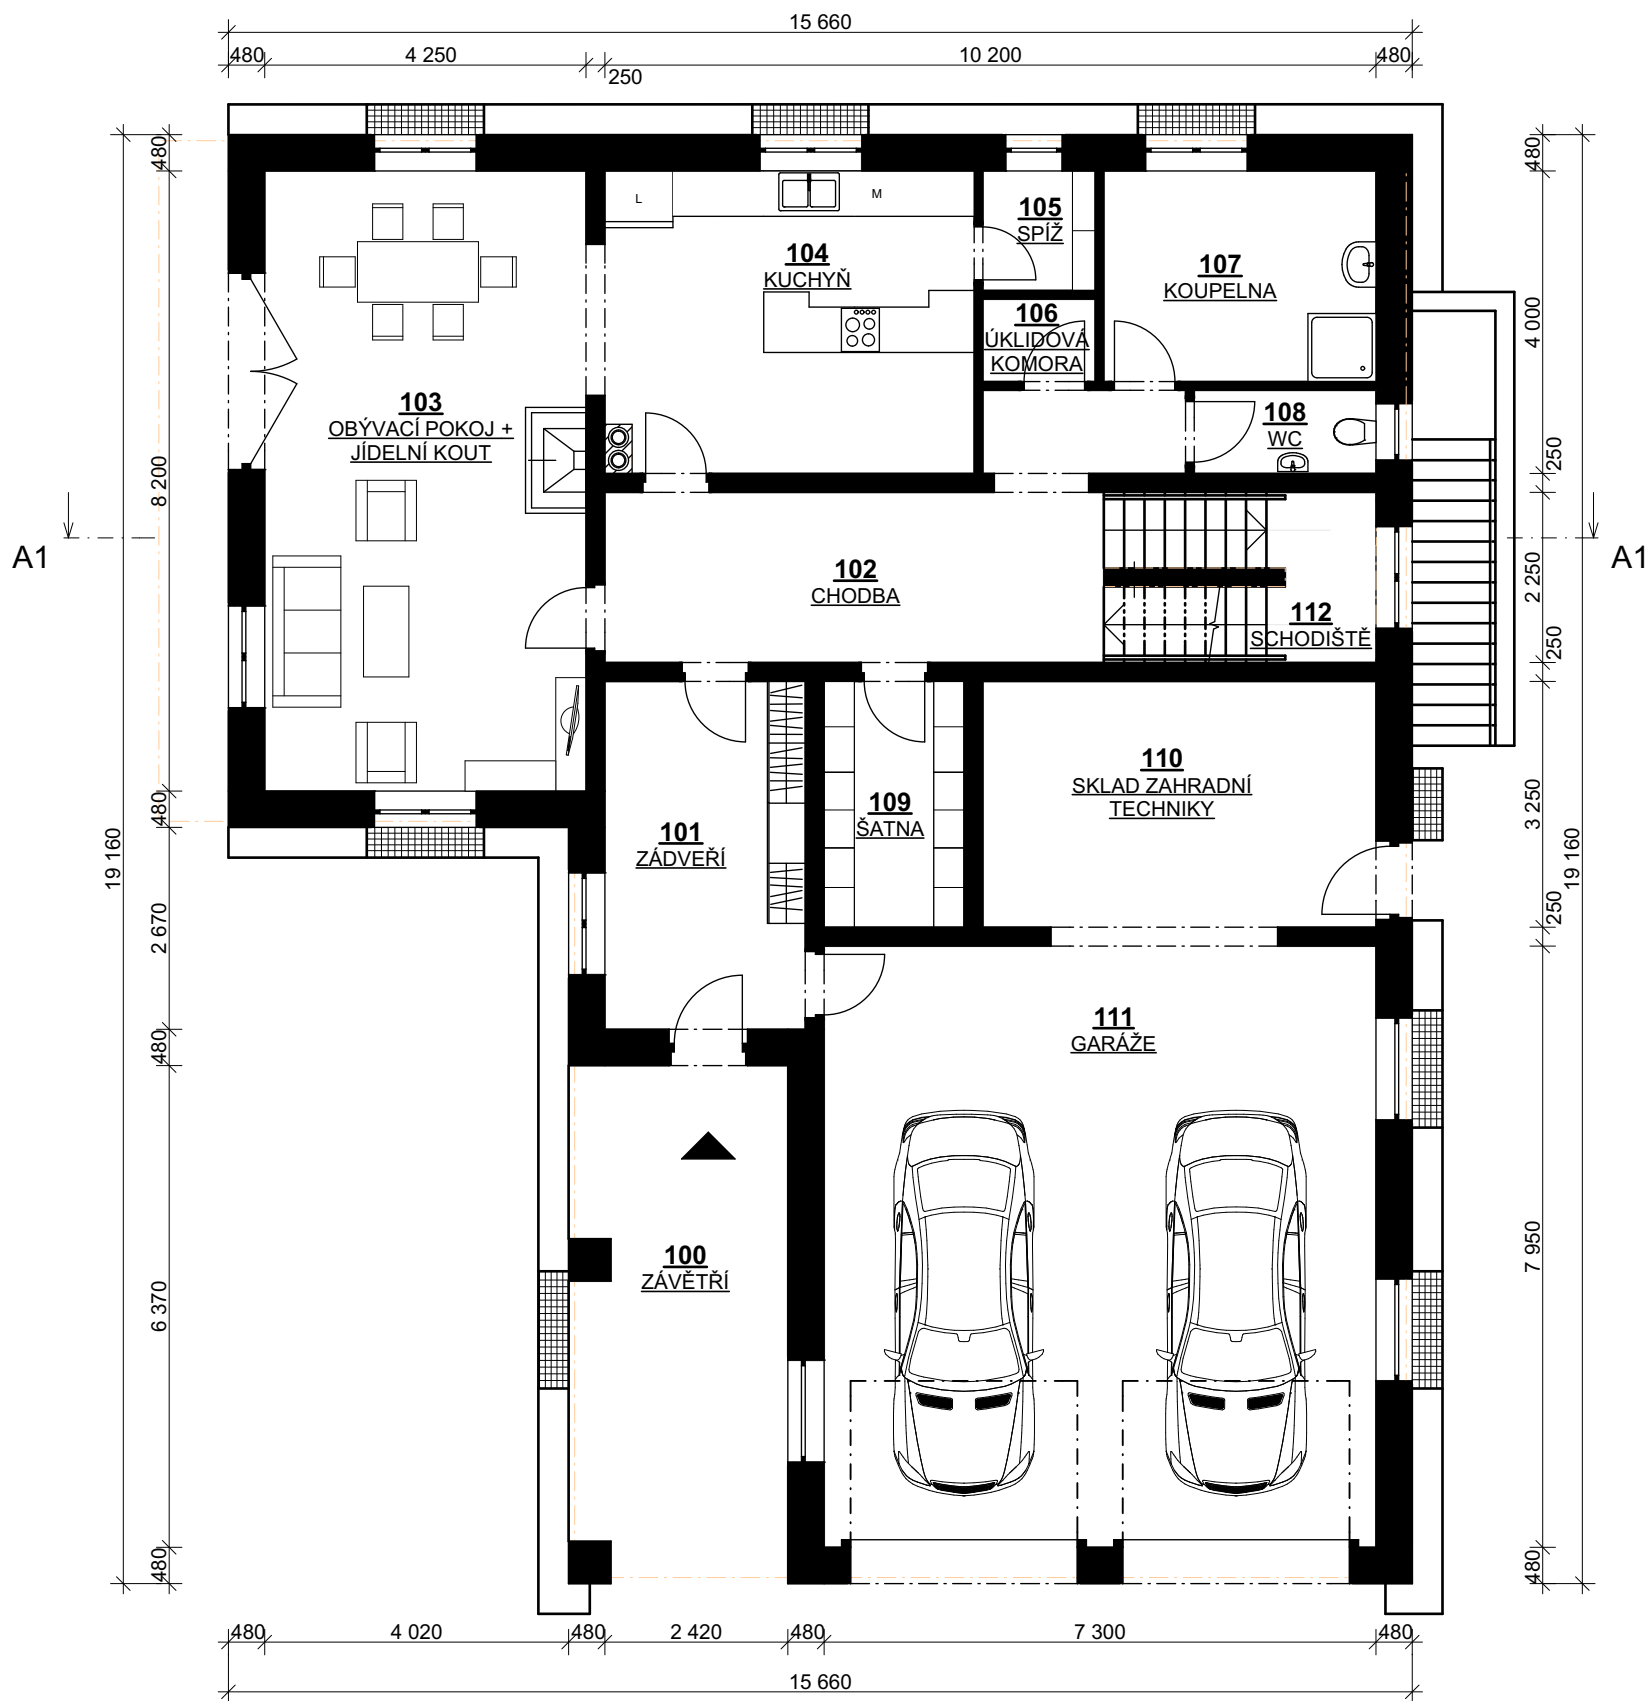 15 660
480
4 250
250
10 200
480
480
480
L
M
105
SPÍŽ
104
KUCHYŇ
107
KOUPELNA
106
ÚKLIDOVÁ
KOMORA
4 000
103
OBÝVACÍ POKOJ +
JÍDELNÍ KOUT
108
WC
250
8 200
A1
A1
102
CHODBA
2 250
112
SCHODIŠTĚ
250
110
SKLAD ZAHRADNÍ
TECHNIKY
3 250
109
ŠATNA
480
101
ZÁDVEŘÍ
19 160
19 160
2 670
250
111
GARÁŽE
480
100
ZÁVĚTŘÍ
7 950
6 370
480
480
480
4 020
480
2 420
480
7 300
480
15 660